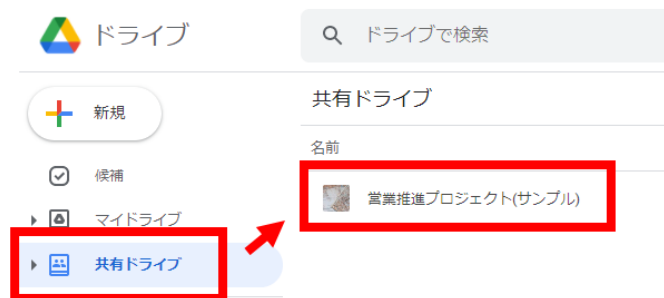 ドライブ
ドライブで検索
新規
候補
マイドライブ
共有ドライブ
共有ドライブ
名前
営業推進プロジェクト(サンプル)